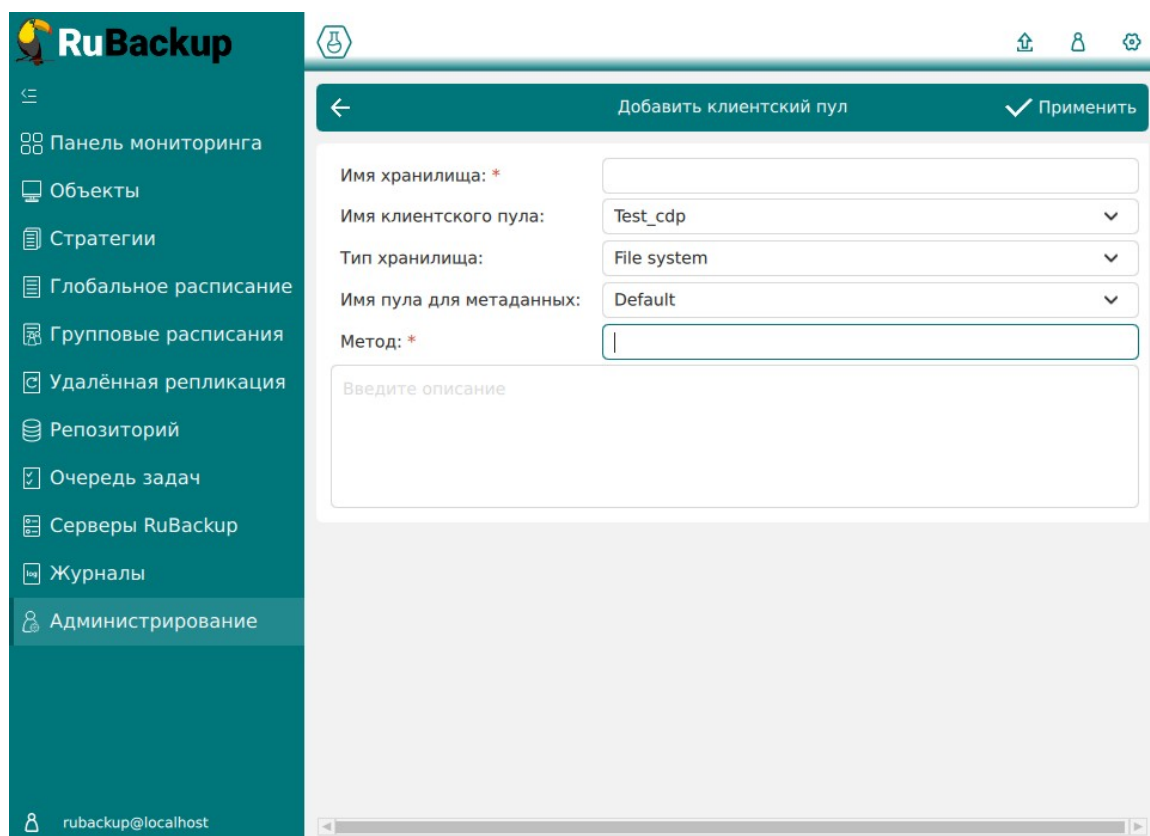 RuBackup
Панель мониторинга
Объекты
Стратегии
Глобальное расписание
Групповые расписания
Удалённая репликация
Репозиторий
Очередь задач
Серверы RuBackup
log Журналы
Администрирование
rubackup@localhost
Добавить клиентский пул
Применить
Имя хранилища: *
Имя клиентского пула: Test_cdp
Тип хранилища: File system
Имя пула для метаданных: Default
Метод: *
Введите описание